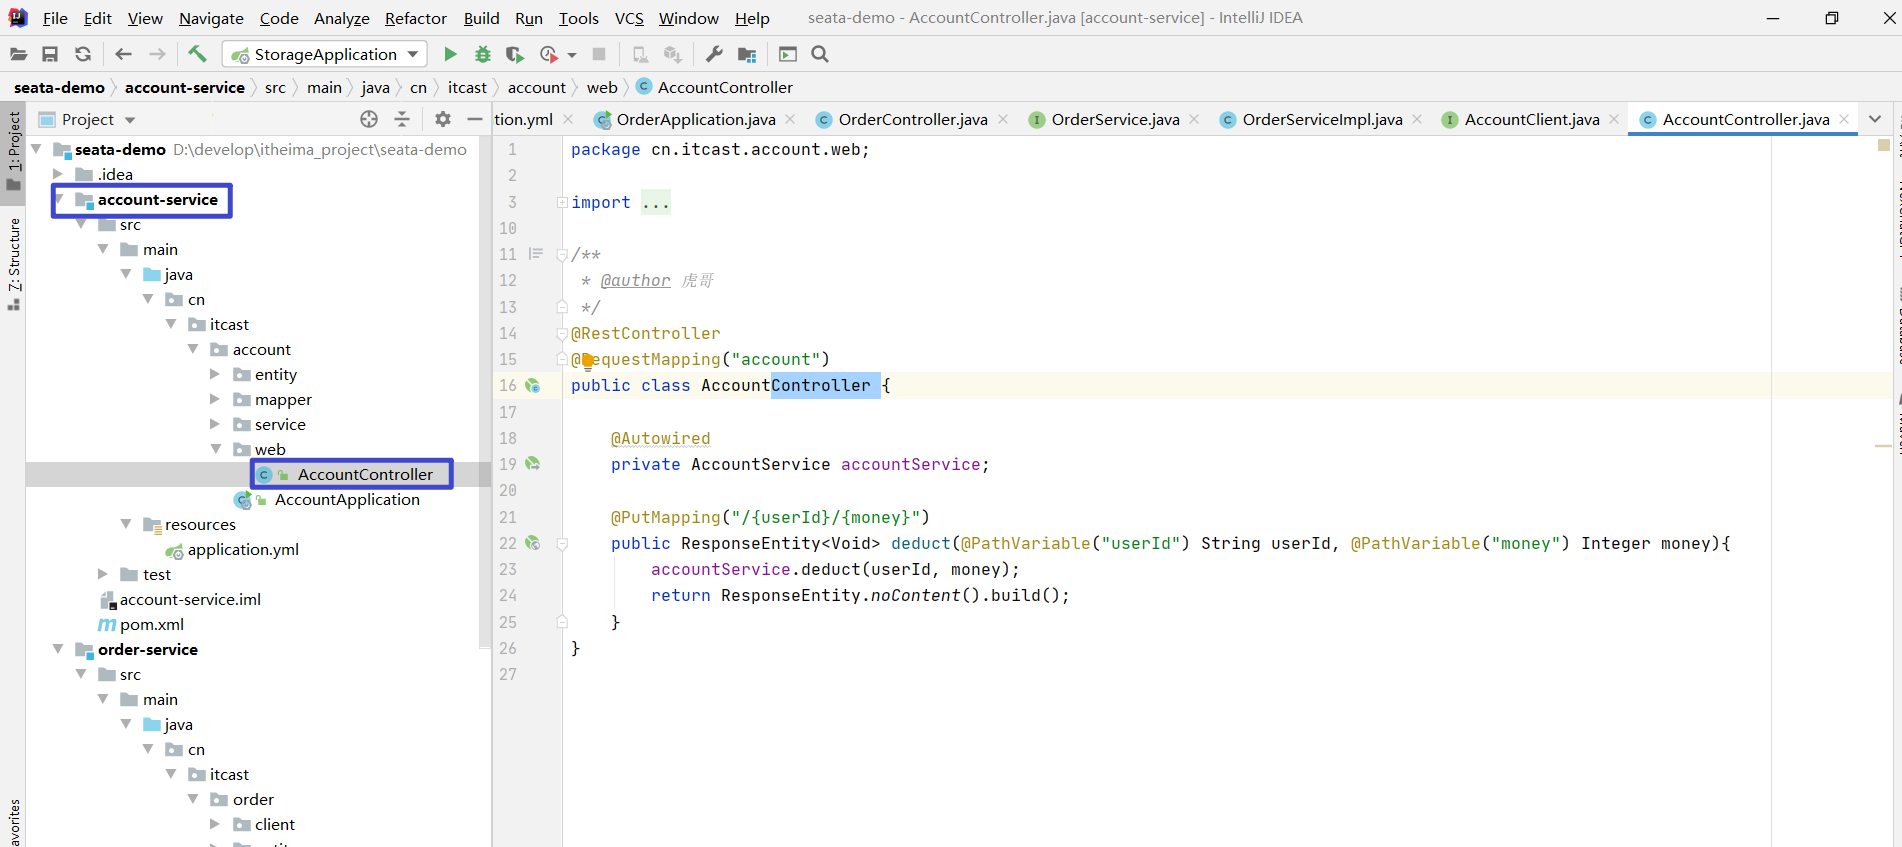 File Edit View Navigate Code Analyze Refactor Build Run Tools VCS Window Help seata-demo - AccountController.java [account-service] - IntelliJ IDEA
StorageApplication
seata-demo account-service src main java cn itcast account web AccountController
Project
tion.yml OrderApplication.java OrderController.java OrderService.java OrderServiceImpl.java AccountClient.java AccountController.java
1: Project
Z: Structure
avorites
seata-demo D:\develop\itheima_project\seata-demo
.idea
account-service
src
main
java
cn
itcast
account
entity
mapper
service
web
AccountController
AccountApplication
resources
application.yml
test
account-service.iml
pom.xml
order-service
src
main
java
cn
itcast
order
client
1 package cn.itcast.account.web;
2
3 import ...
10
11 /**
12 * @author 虎哥
13 */
14 @RestController
15 @RequestMapping("account")
16 public class AccountController {
17
18 @Autowired
19 private AccountService accountService;
20
21 @PutMapping("/{userId}/{money}")
22 public ResponseEntity<Void> deduct(@PathVariable("userId") String userId, @PathVariable("money") Integer money){
23 accountService.deduct(userId, money);
24 return ResponseEntity.noContent().build();
25 }
26 }
27